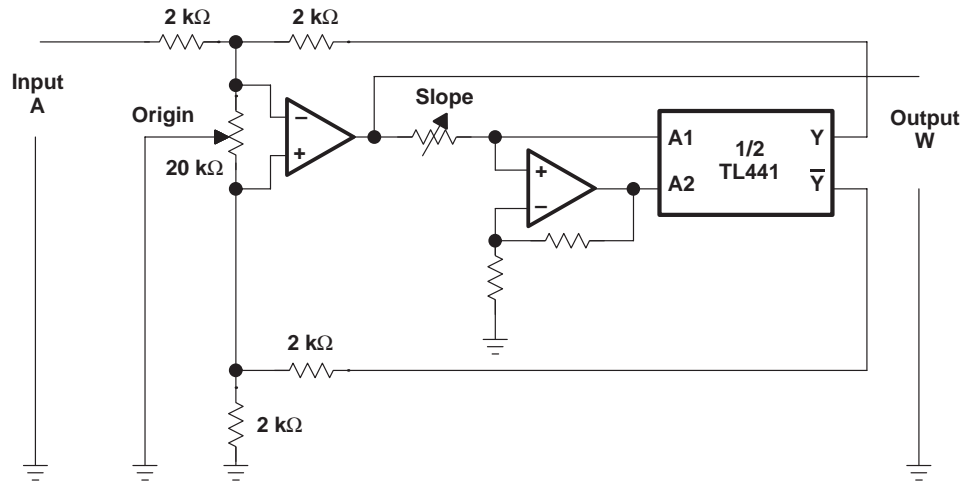 2 kΩ
2 kΩ
Input
A
Origin
20 kΩ
−
+
Slope
+
−
A1
A2
1/2
TL441
Y
Y̅
Output
W
2 kΩ
2 kΩ